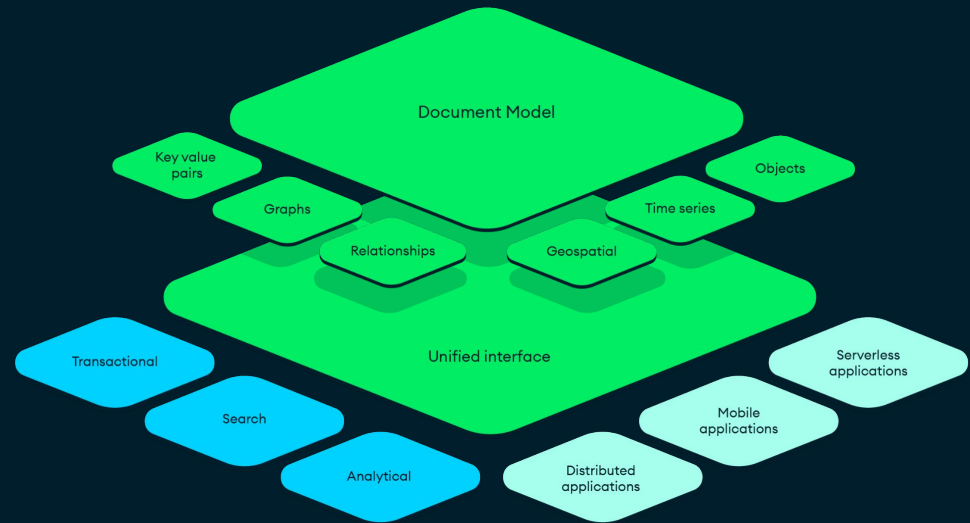 Document Model
Key value
pairs
Objects
Graphs
Time series
Relationships
Geospatial
Unified interface
Transactional
Serverless
applications
Search
Mobile
applications
Analytical
Distributed
applications